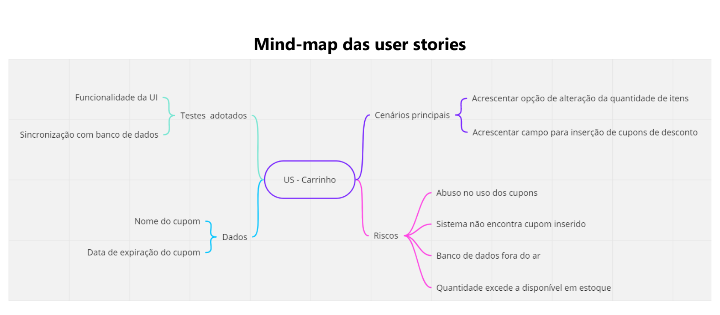 Mind-map das user stories
Funcionalidade da UI
Sincronização com banco de dados
Testes adotados
Nome do cupom
Data de expiração do cupom
Dados
US - Carrinho
Cenários principais
Acrescentar opção de alteração da quantidade de itens
Acrescentar campo para inserção de cupons de desconto
Riscos
Abuso no uso dos cupons
Sistema não encontra cupom inserido
Banco de dados fora do ar
Quantidade excede a disponível em estoque